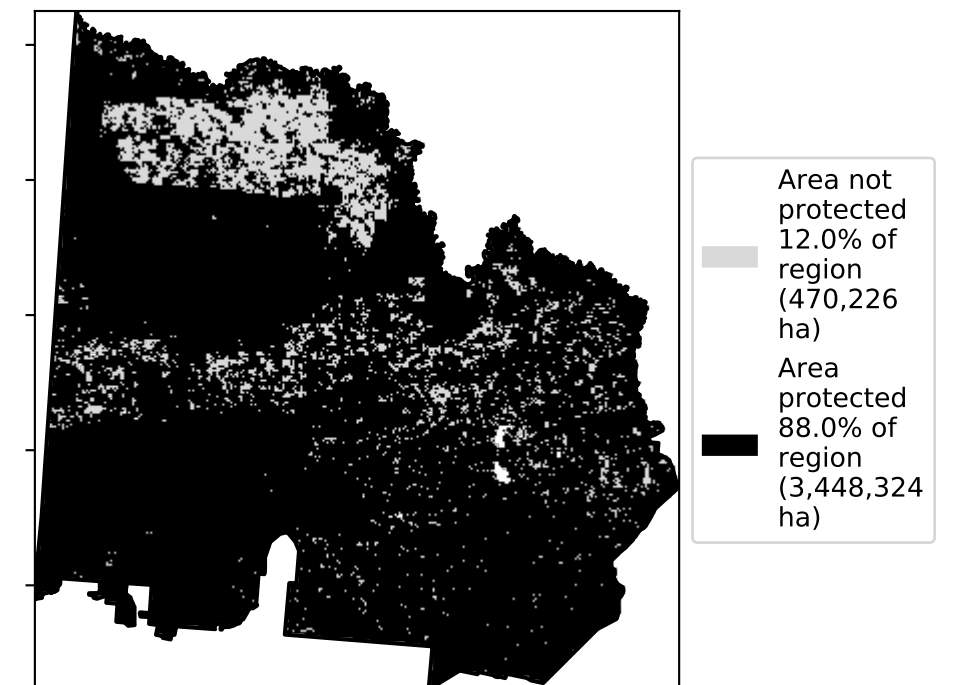 Area not
protected
12.0% of
region
(470,226
ha)
Area
protected
88.0% of
region
(3,448,324
ha)